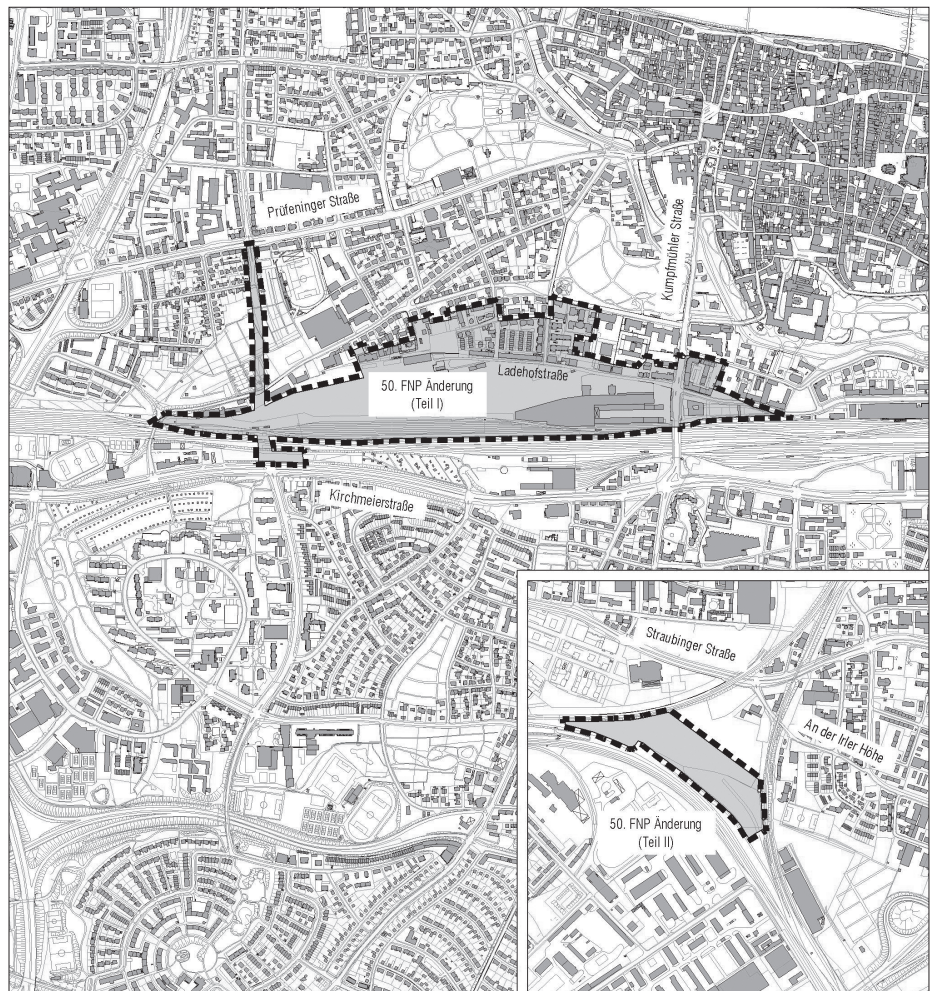 Prüfeninger Straße
Kumpfmühler Straße
Ladehofstraße
50. FNP Änderung
(Teil I)
Kirchmeierstraße
Straubinger Straße
An der Irler Höhe
50. FNP Änderung
(Teil II)